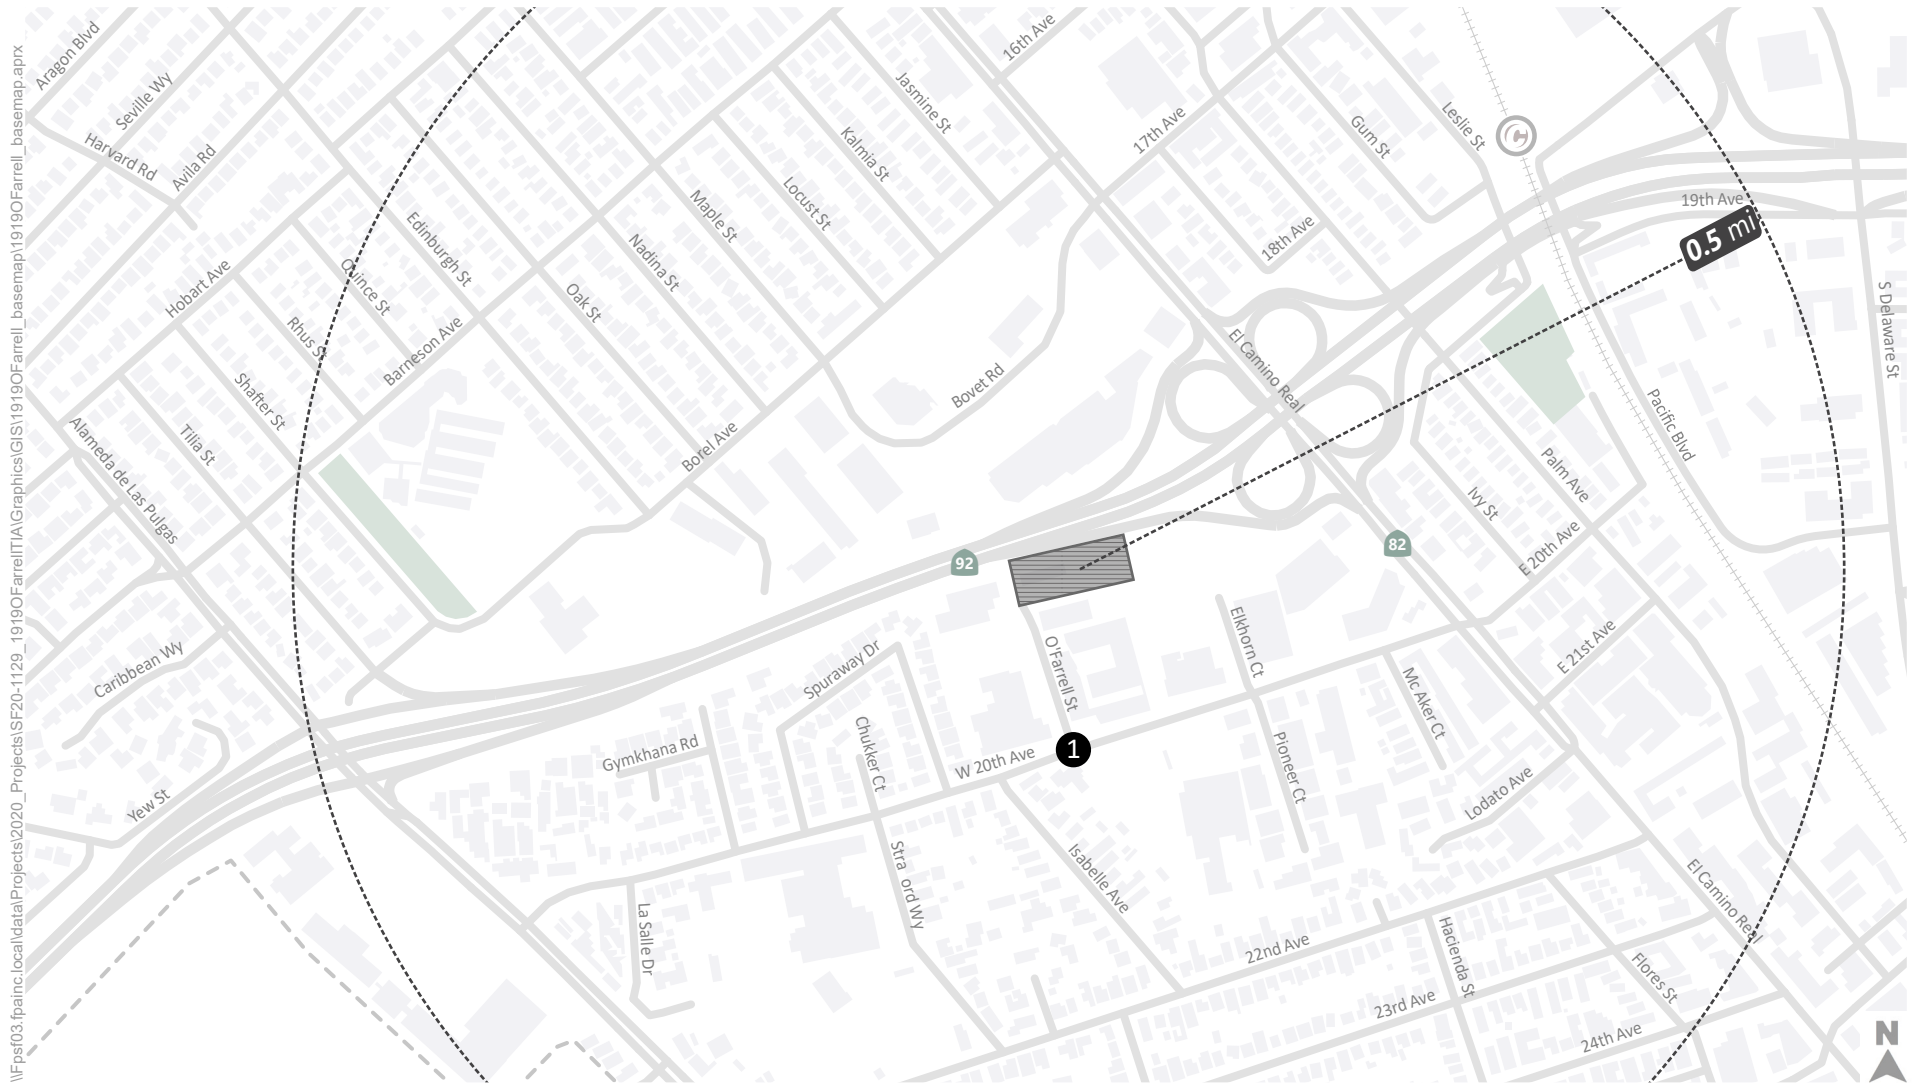 \\Fpsf03.fpainc.local\data\Projects\2020_Projects\SF20-1129_1919OFarrellTIA\Graphics\GIS\1919OFarrell_basemap\1919OFarrell_basemap.aprx
Aragon Blvd
Seville Wy
Harvard Rd
Avila Rd
16th Ave
Jasmine St
Kalmia St
Locust St
Maple St
Nadina St
17th Ave
Gum St
Leslie St
18th Ave
19th Ave
0.5 mi
Hobart Ave
Edinburgh St
Quince St
Oak St
Rhus St
Barneson Ave
Shafter St
Tilia St
Alameda de Las Pulgas
Borel Ave
Bovet Rd
El Camino Real
S Delaware St
Pacific Blvd
Palm Ave
Ivy St
E 20th Ave
E 21st Ave
92
82
Caribbean Wy
Yew St
Spuraway Dr
O'Farrell St
Elkhorn Ct
Mc Aker Ct
Gymkhana Rd
Chukker Ct
W 20th Ave
1
Pioneer Ct
Lodato Ave
La Salle Dr
Stra ord Wy
Isabelle Ave
22nd Ave
23rd Ave
24th Ave
Hacienda St
Flores St
El Camino Real
N